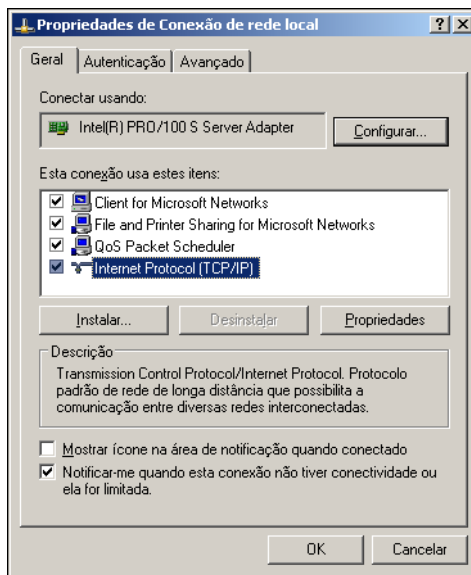 Propriedades de Conexão de rede local
Geral
Autenticação
Avançado
Conectar usando:
Intel(R) PRO/100 S Server Adapter
Configurar...
Esta conexão usa estes itens:
Client for Microsoft Networks
File and Printer Sharing for Microsoft Networks
QoS Packet Scheduler
Internet Protocol (TCP/IP)
Instalar...
Desinstalar
Propriedades
Descrição
Transmission Control Protocol/Internet Protocol. Protocolo
padrão de rede de longa distância que possibilita a
comunicação entre diversas redes interconectadas.
Mostrar ícone na área de notificação quando conectado
Notificar-me quando esta conexão não tiver conectividade ou
ela for limitada.
OK
Cancelar